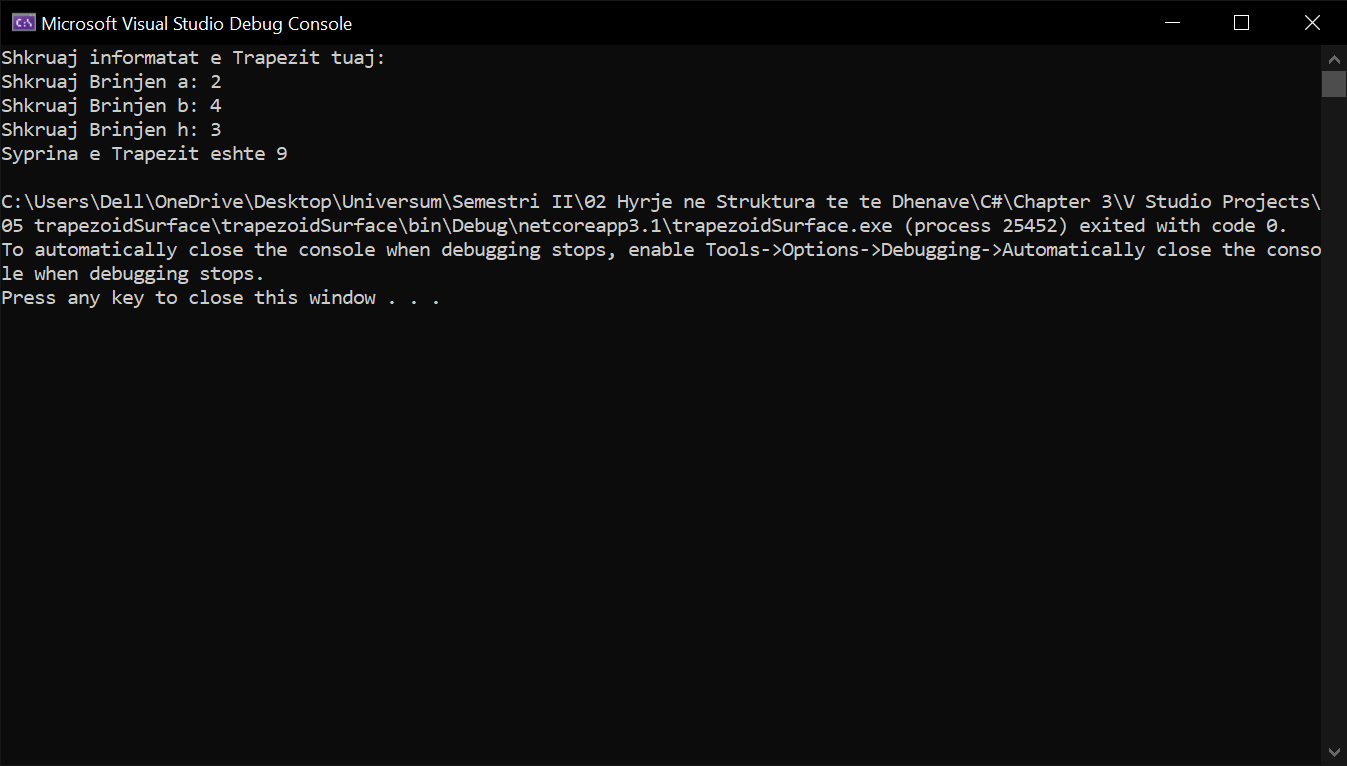 Microsoft Visual Studio Debug Console
Shkruaj informatat e Trapezit tuaj:
Shkruaj Brinjen a: 2
Shkruaj Brinjen b: 4
Shkruaj Brinjen h: 3
Syprina e Trapezit eshte 9
C:\Users\Dell\OneDrive\Desktop\Universum\Semestri II\02 Hyrje ne Struktura te te Dhenave\C#\Chapter 3\V Studio Projects\
05 trapezoidSurface\trapezoidSurface\bin\Debug\netcoreapp3.1\trapezoidSurface.exe (process 25452) exited with code 0.
To automatically close the console when debugging stops, enable Tools->Options->Debugging->Automatically close the conso
le when debugging stops.
Press any key to close this window . . .